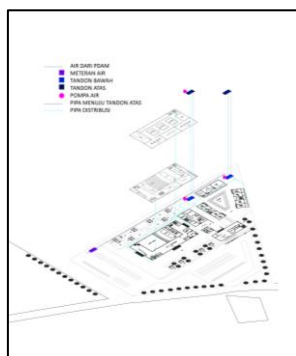 AIR DARI PDAM
METERAN AIR
TANDON BAWAH
TANDON ATAS
POMPA AIR
PIPA MENUJU TANDON ATAS
PIPA DISTRIBUSI